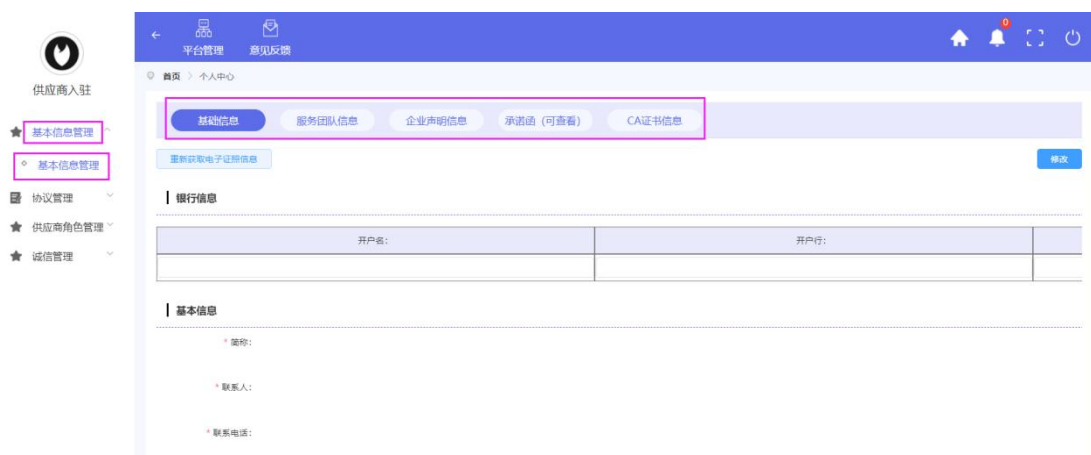 平台管理 意见反馈
0
供应商入驻
首页 > 个人中心
基础信息 服务团队信息 企业声明信息 承诺函（可查看） CA证书信息
基本信息管理
基本信息管理
协议管理
供应商角色管理
诚信管理
重新获取电子证照信息 修改
银行信息
开户名： 开户行：
基本信息
* 简称：
* 联系人：
* 联系电话：